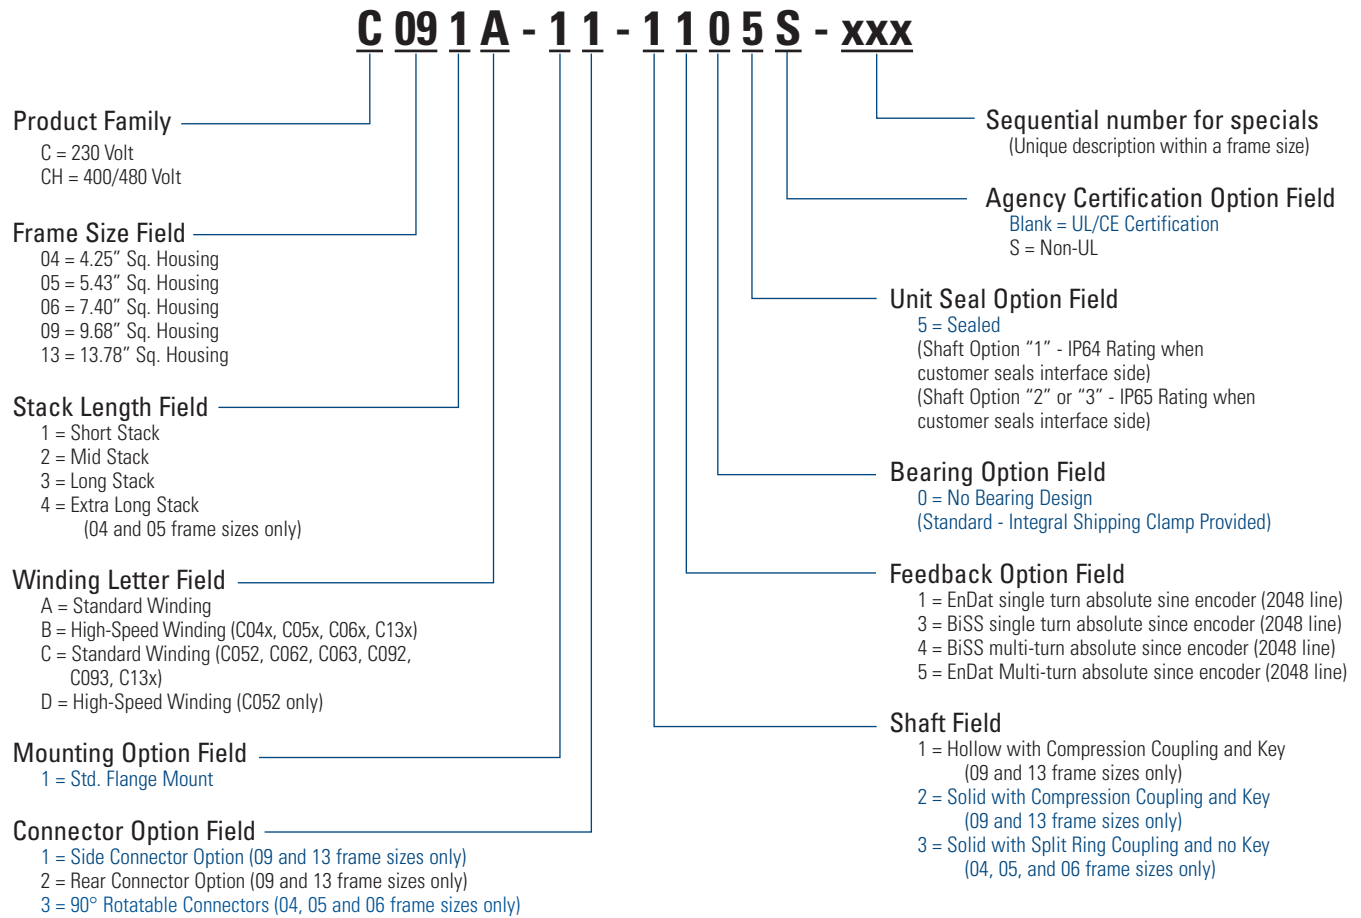 C 09 1 A - 1 1 - 1 1 0 5 S - xxx
Product Family
C = 230 Volt
CH = 400/480 Volt
Frame Size Field
04 = 4.25” Sq. Housing
05 = 5.43” Sq. Housing
06 = 7.40” Sq. Housing
09 = 9.68” Sq. Housing
13 = 13.78” Sq. Housing
Stack Length Field
1 = Short Stack
2 = Mid Stack
3 = Long Stack
4 = Extra Long Stack
(04 and 05 frame sizes only)
Winding Letter Field
A = Standard Winding
B = High-Speed Winding (C04x, C05x, C06x, C13x)
C = Standard Winding (C052, C062, C063, C092,
C093, C13x)
D = High-Speed Winding (C052 only)
Mounting Option Field
1 = Std. Flange Mount
Connector Option Field
1 = Side Connector Option (09 and 13 frame sizes only)
2 = Rear Connector Option (09 and 13 frame sizes only)
3 = 90° Rotatable Connectors (04, 05 and 06 frame sizes only)
Sequential number for specials
(Unique description within a frame size)
Agency Certification Option Field
Blank = UL/CE Certification
S = Non-UL
Unit Seal Option Field
5 = Sealed
(Shaft Option “1” - IP64 Rating when
customer seals interface side)
(Shaft Option “2” or “3” - IP65 Rating when
customer seals interface side)
Bearing Option Field
0 = No Bearing Design
(Standard - Integral Shipping Clamp Provided)
Feedback Option Field
1 = EnDat single turn absolute sine encoder (2048 line)
3 = BiSS single turn absolute since encoder (2048 line)
4 = BiSS multi-turn absolute since encoder (2048 line)
5 = EnDat Multi-turn absolute since encoder (2048 line)
Shaft Field
1 = Hollow with Compression Coupling and Key
(09 and 13 frame sizes only)
2 = Solid with Compression Coupling and Key
(09 and 13 frame sizes only)
3 = Solid with Split Ring Coupling and no Key
(04, 05, and 06 frame sizes only)